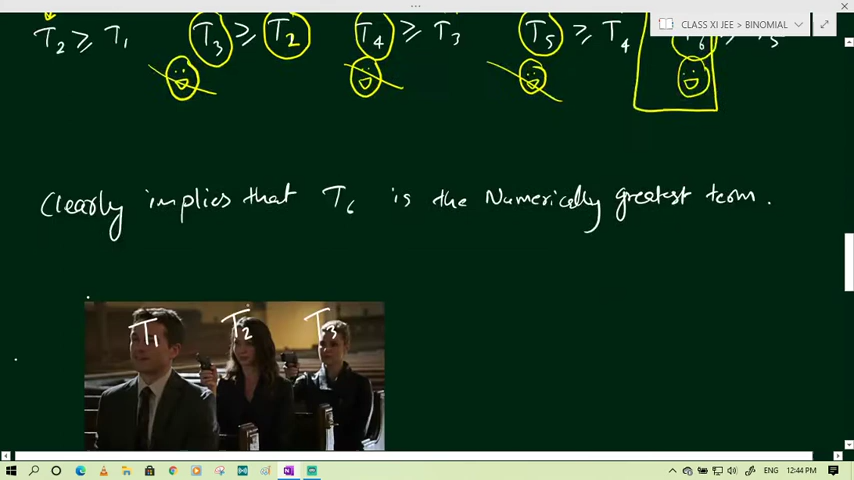 CLASS XI JEE > BINOMIAL
T₂ ≥ T₁ T₃ ≥ T₂ T₄ ≥ T₃ T₅ ≥ T₄
Clearly implies that T₆ is the Numerically greatest term.
T₁ T₂ T₃
ENG 12:44 PM